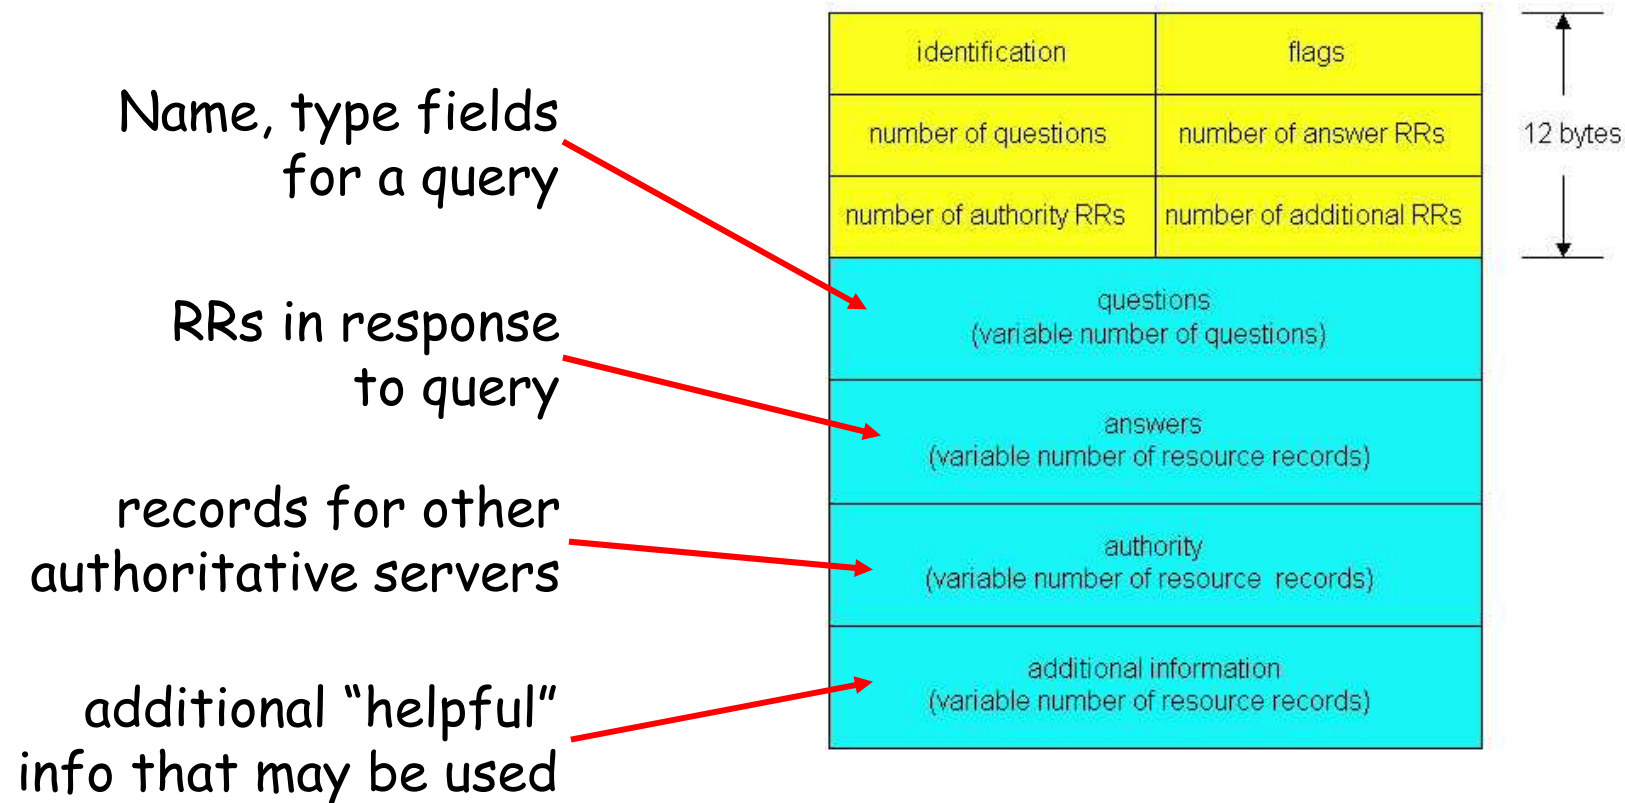 Name, type fields
for a query
RRs in response
to query
records for other
authoritative servers
additional “helpful”
info that may be used
identification
flags
number of questions
number of answer RRs
number of authority RRs
number of additional RRs
12 bytes
questions
(variable number of questions)
answers
(variable number of resource records)
authority
(variable number of resource records)
additional information
(variable number of resource records)